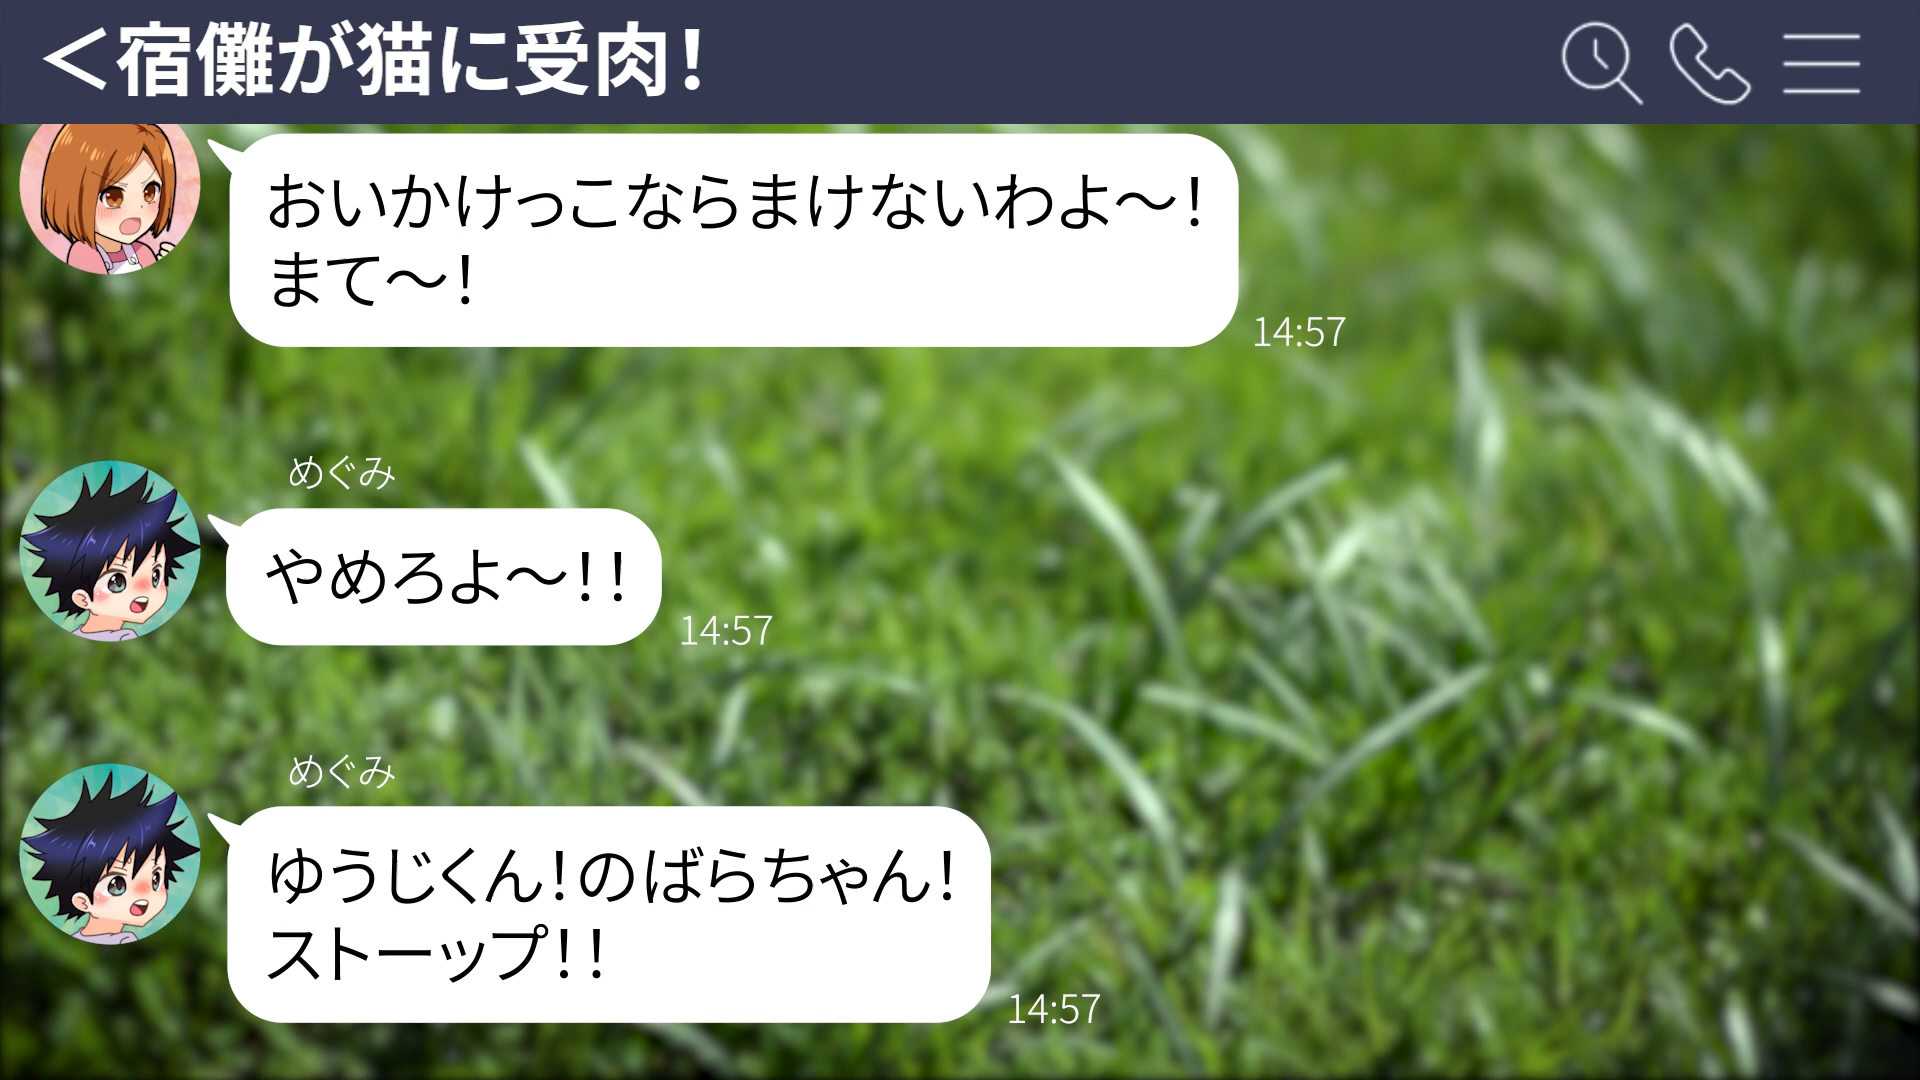 ＜宿儺が猫に受肉！
おいかけっこならまけないわよ～！
まて～！
14:57
めぐみ
やめろよ～！！
14:57
めぐみ
ゆうじくん！のばらちゃん！
ストーップ！！
14:57